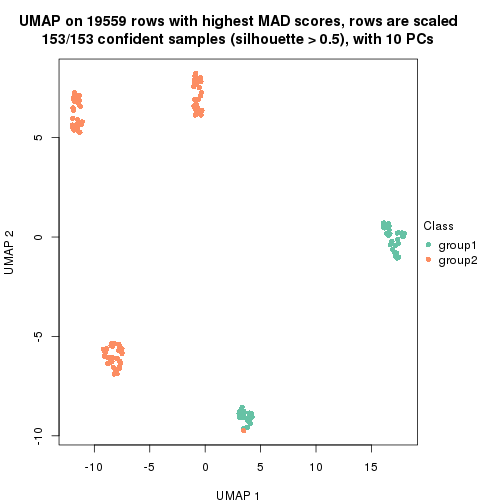 UMAP on 19559 rows with highest MAD scores, rows are scaled
153/153 confident samples (silhouette > 0.5), with 10 PCs
5
0
-5
-10
UMAP 2
Class
group1
group2
-10
-5
0
5
10
15
UMAP 1